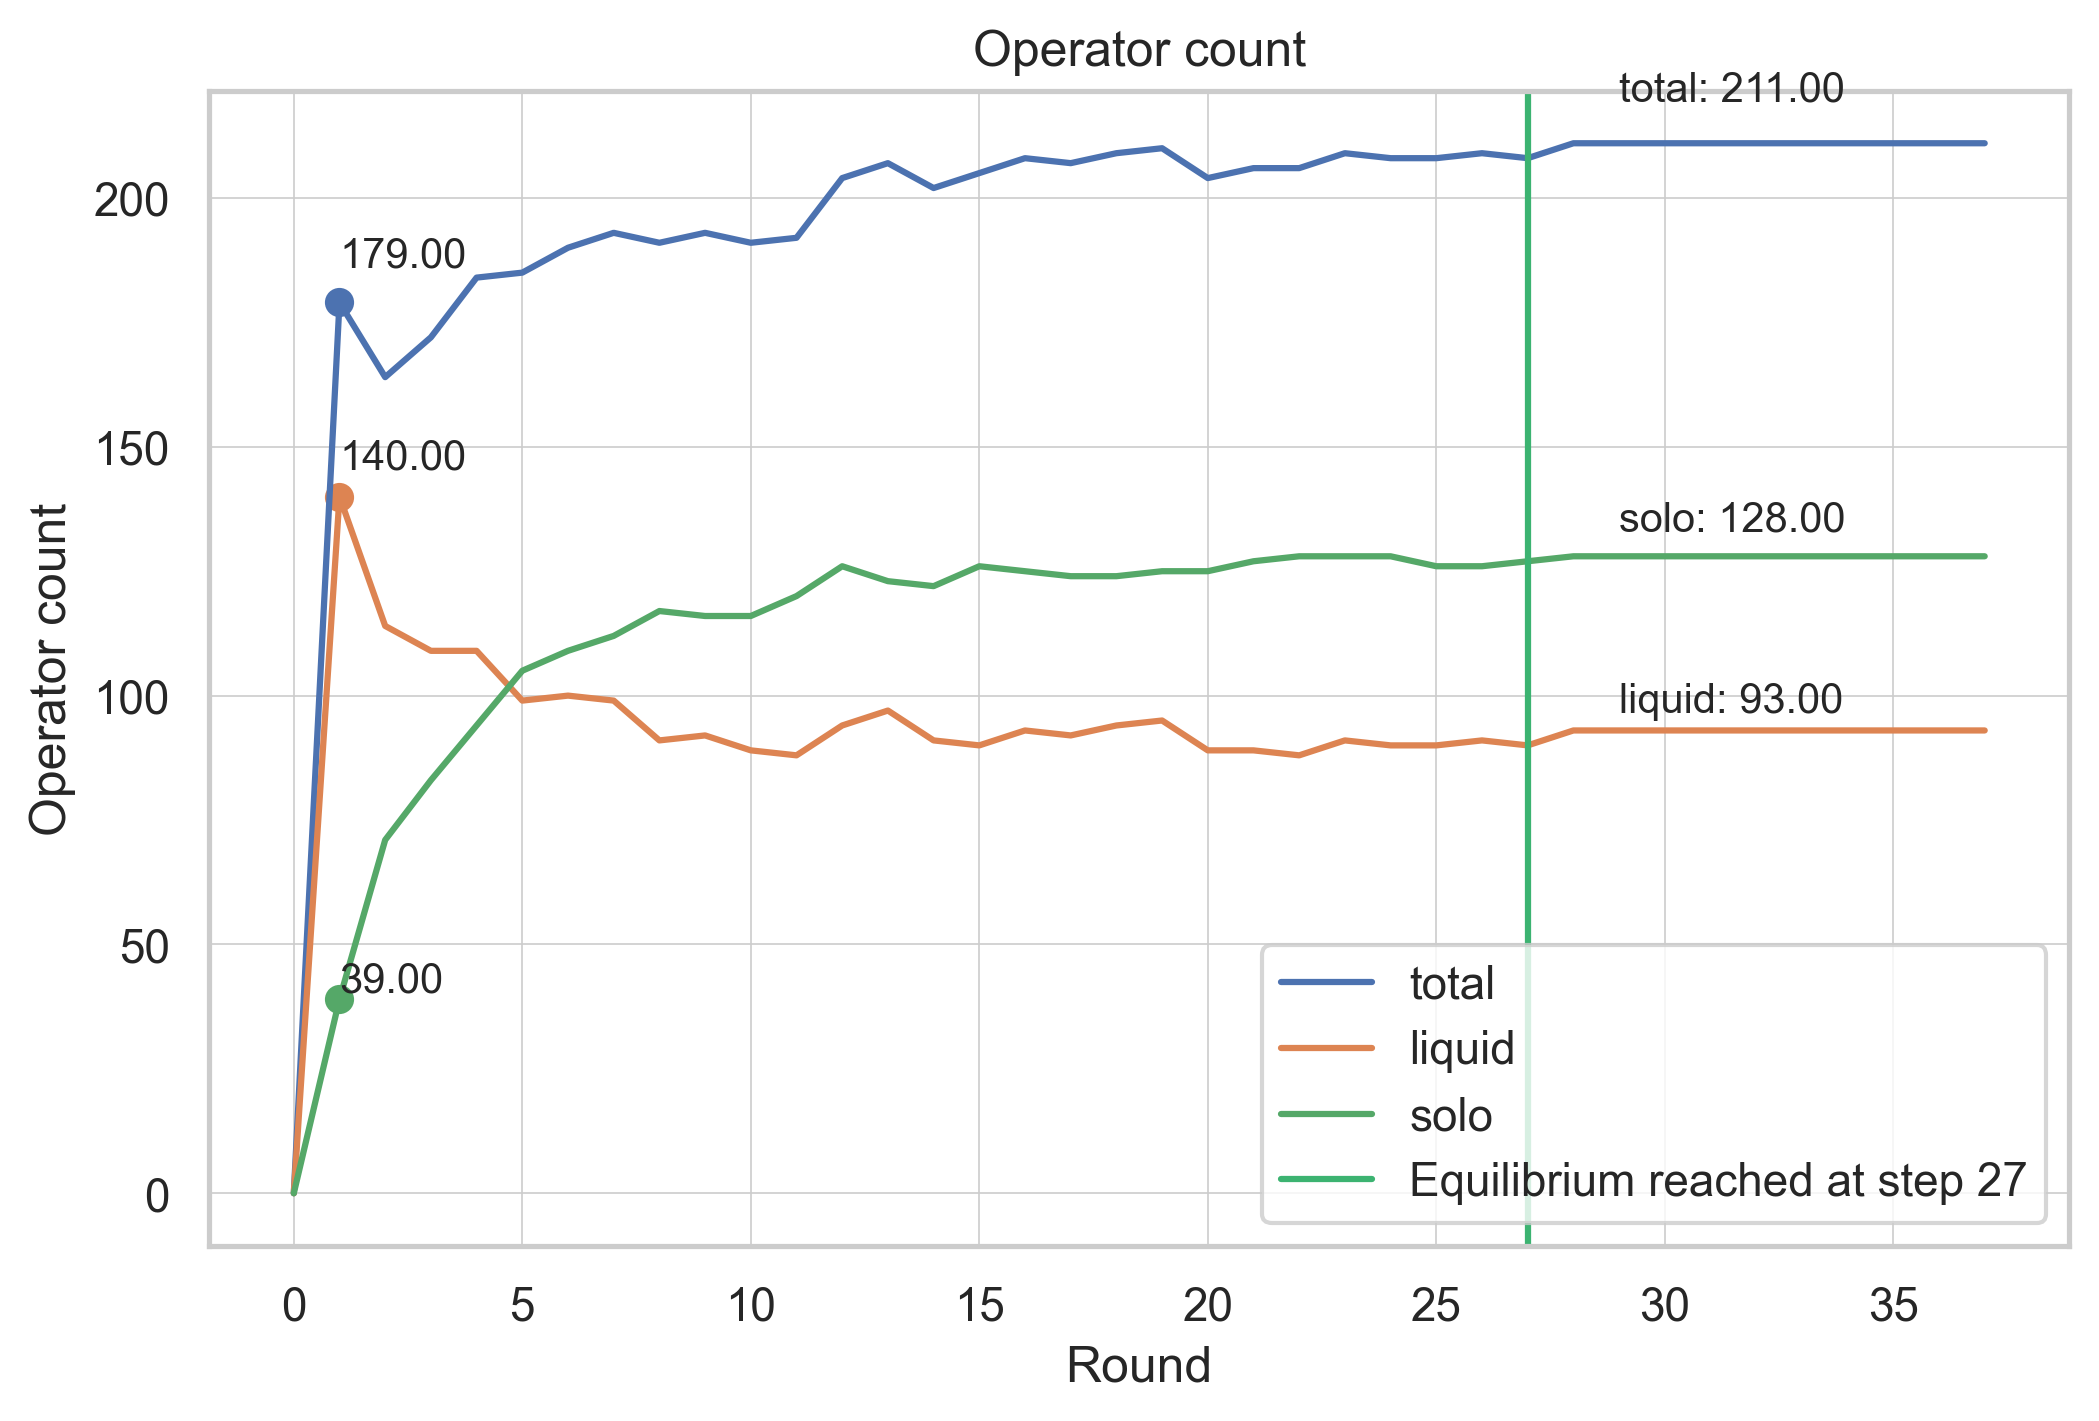 Operator count
total: 211.00
200
179.00
150
140.00
solo: 128.00
Operator count
100
liquid: 93.00
50
39.00
total
liquid
solo
Equilibrium reached at step 27
0
0 5 10 15 20 25 30 35
Round